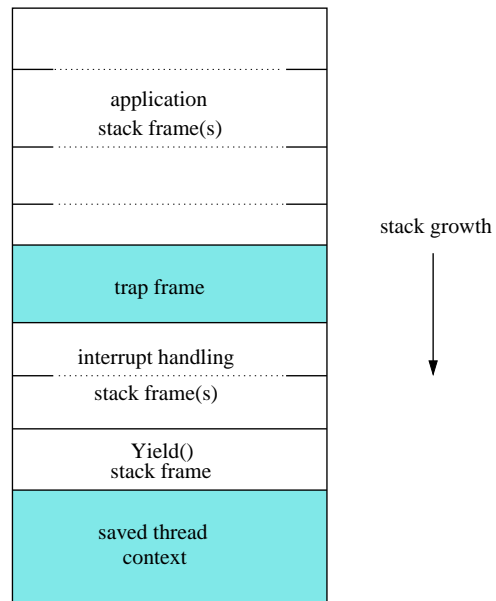 application
stack frame(s)
stack growth
trap frame
interrupt handling
stack frame(s)
Yield()
stack frame
saved thread
context